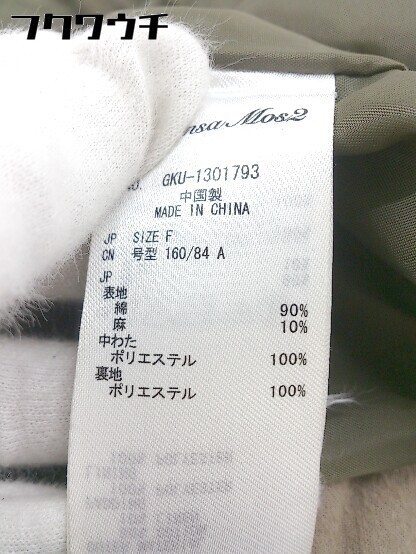 フクワウチ
Mos2
GKU-1301793
中国製
MADE IN CHINA
JP SIZE F
CN 号型 160/84 A
JP
表地
綿 90%
麻 10%
中わた
ポリエステル 100%
裏地
ポリエステル 100%